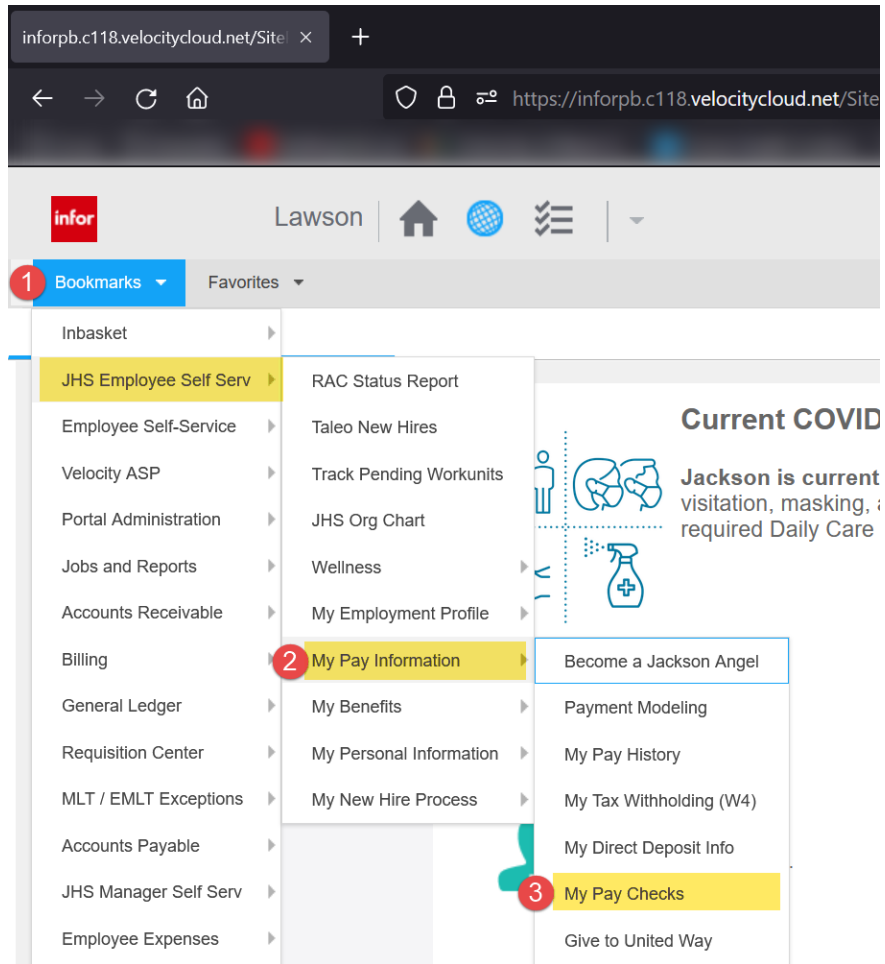 inforpb.c118.velocitycloud.net/Site
https://inforpb.c118.velocitycloud.net/Site
infor
Lawson
1
Bookmarks
Favorites
Inbasket
JHS Employee Self Serv
Employee Self-Service
Velocity ASP
Portal Administration
Jobs and Reports
Accounts Receivable
Billing
General Ledger
Requisition Center
MLT / EMLT Exceptions
Accounts Payable
JHS Manager Self Serv
Employee Expenses
RAC Status Report
Taleo New Hires
Track Pending Workunits
JHS Org Chart
Wellness
My Employment Profile
2
My Pay Information
My Benefits
My Personal Information
My New Hire Process
Become a Jackson Angel
Payment Modeling
My Pay History
My Tax Withholding (W4)
My Direct Deposit Info
3
My Pay Checks
Give to United Way
Current COVID
Jackson is current
visitation, masking, a
required Daily Care